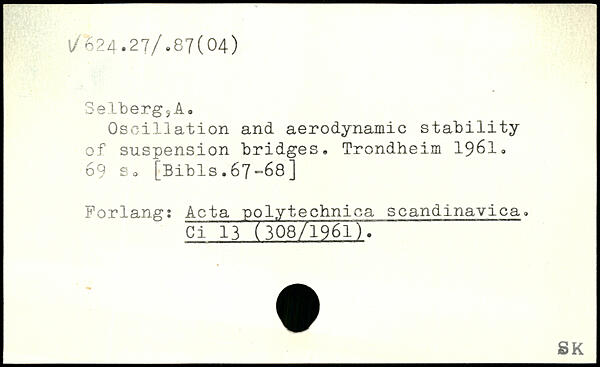 √624.27/.87(04)
Selberg,A.
Oscillation and aerodynamic stability
of suspension bridges. Trondheim 1961.
69 s. [Bibls.67-68]
Forlang: Acta polytechnica scandinavica.
Ci 13 (308/1961).
SK